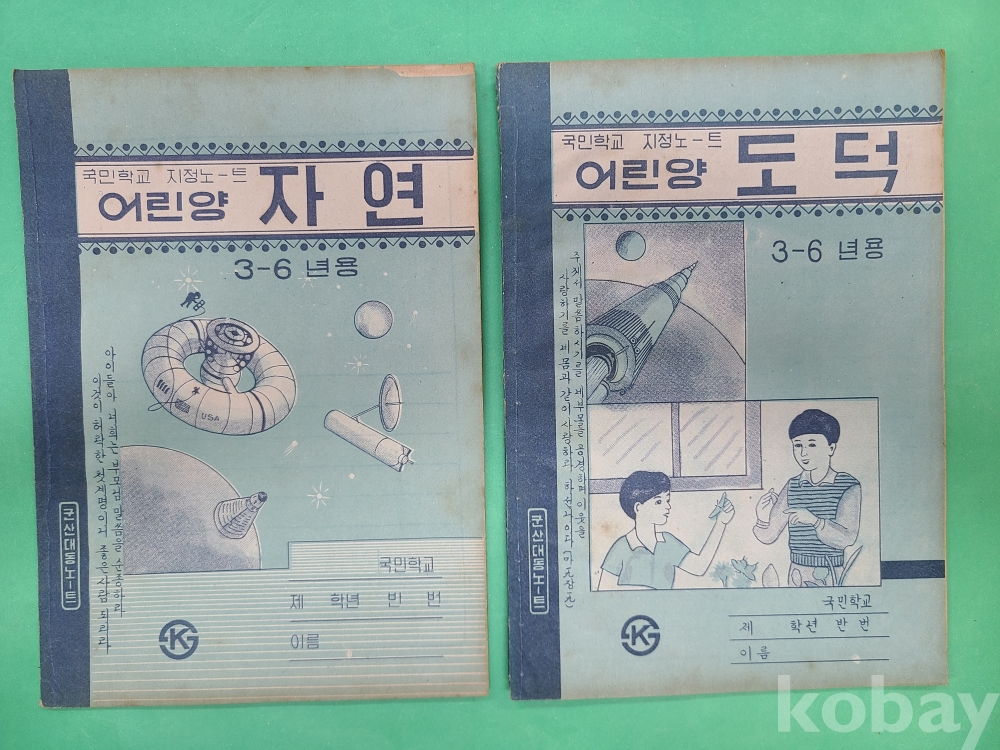 국민학교 지정노-트
어린양 자연
3-6 년용
USA
아이들아 너희는 부모님 말씀을 순종하라
이것이 허락한 첫계명이니 좋은 사람 되리라
군산대동노-트
국민학교
제 학년 반 번
이름
K
국민학교 지정노-트
어린양 도덕
3-6 년용
주께서 말씀하시기를 네부모를 공경하며 이웃을
사랑하기를 네 몸과 같이 사랑하고 하신지이다
군산대동노-트
국민학교
제 학년 반 번
이름
K
kobay